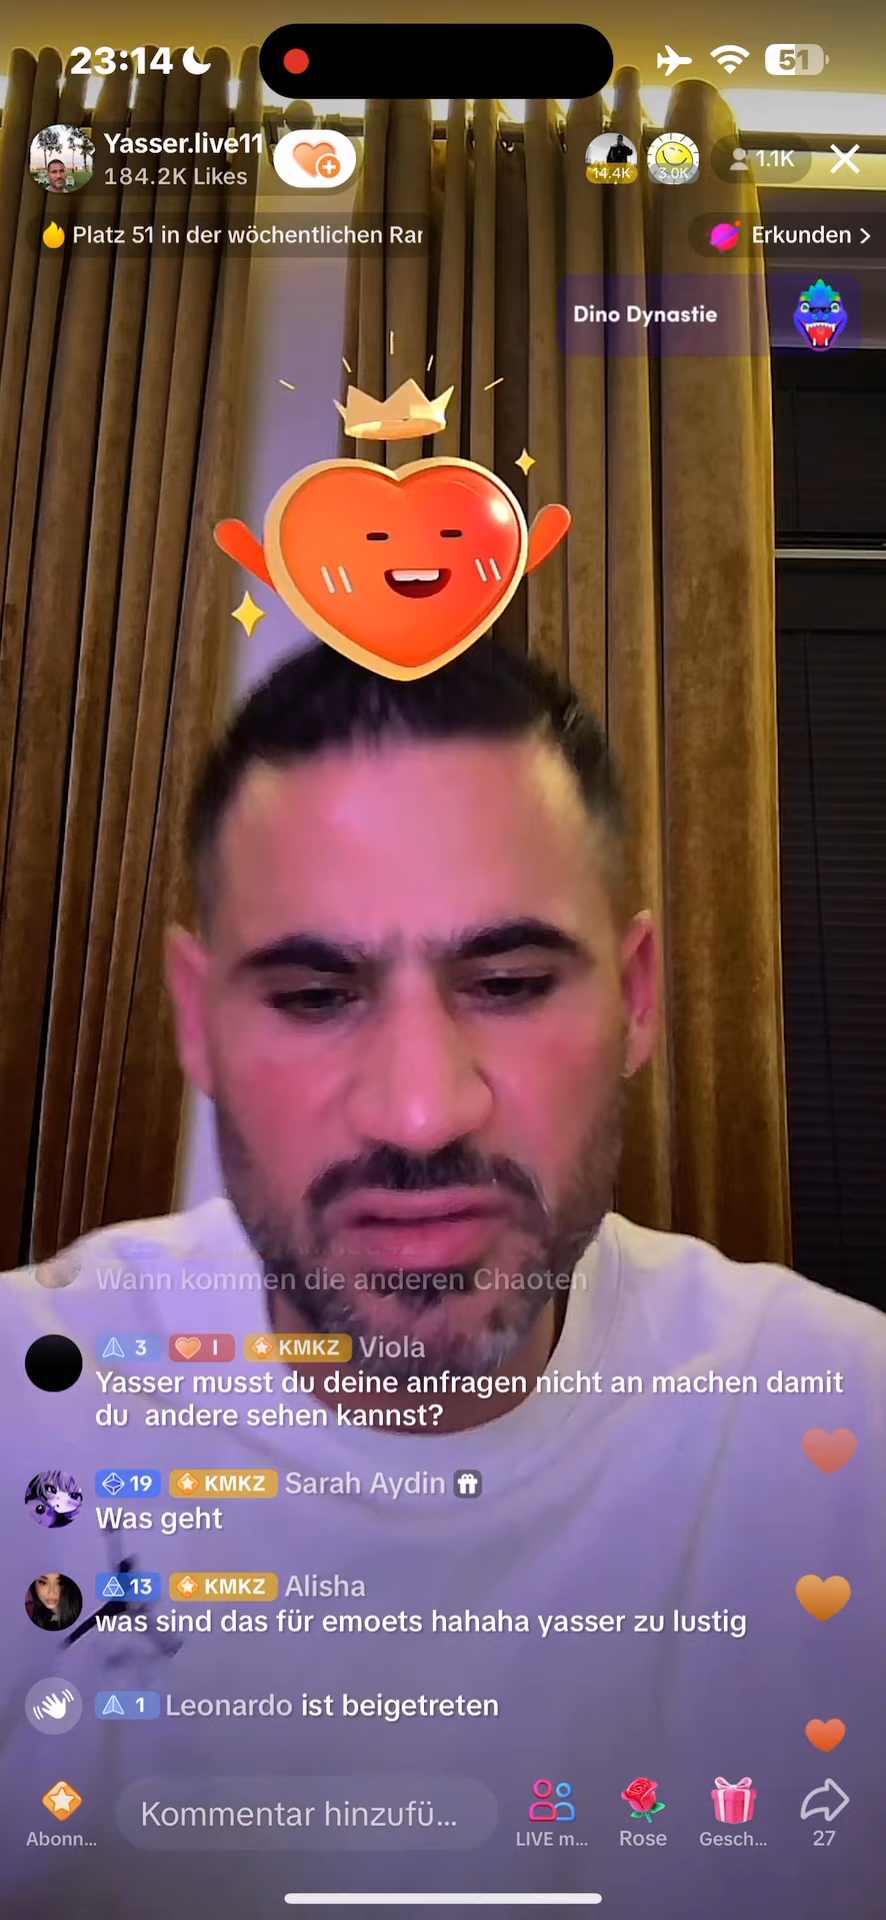 23:14
51
Yasser.live11
184.2K Likes
14.4K
3.0K
1.1K
Platz 51 in der wöchentlichen Rar
Erkunden
Dino Dynastie
Wann kommen die anderen Chaoten
3 I KMKZ Viola
Yasser musst du deine anfragen nicht an machen damit
du andere sehen kannst?
19 KMKZ Sarah Aydin
Was geht
13 KMKZ Alisha
was sind das für emoets hahaha yasser zu lustig
1 Leonardo ist beigetreten
Kommentar hinzufü...
Abonn...
LIVE m...
Rose
Gesch...
27